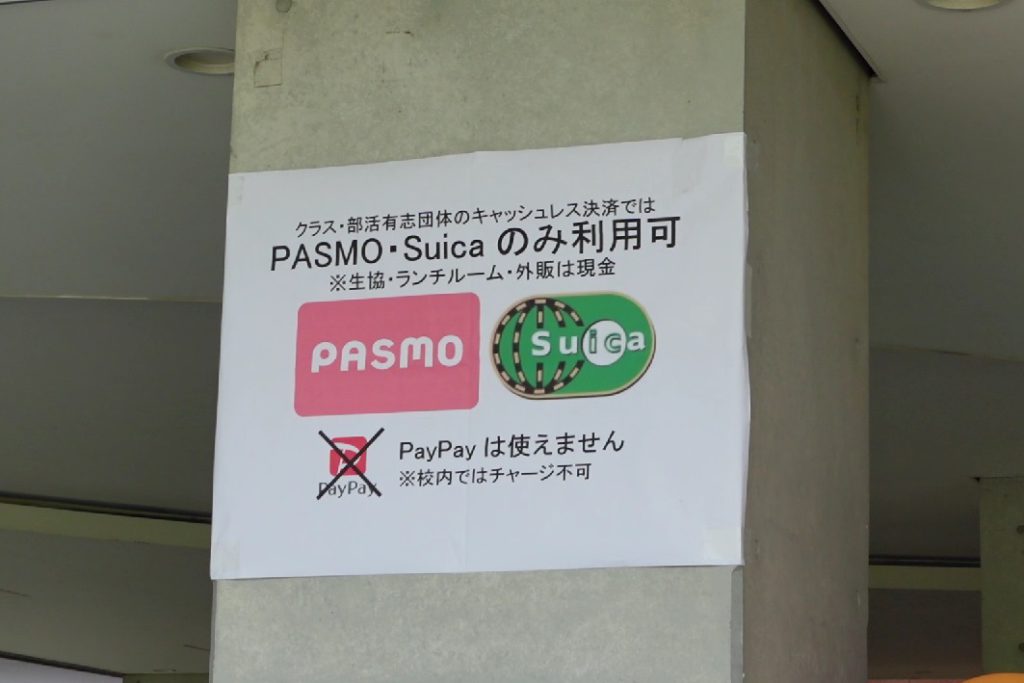 クラス・部活有志団体のキャッシュレス決済では
PASMO・Suica のみ利用可
※生協・ランチルーム・外販は現金
PASMO
Suica
PayPay
PayPay は使えません
※校内ではチャージ不可